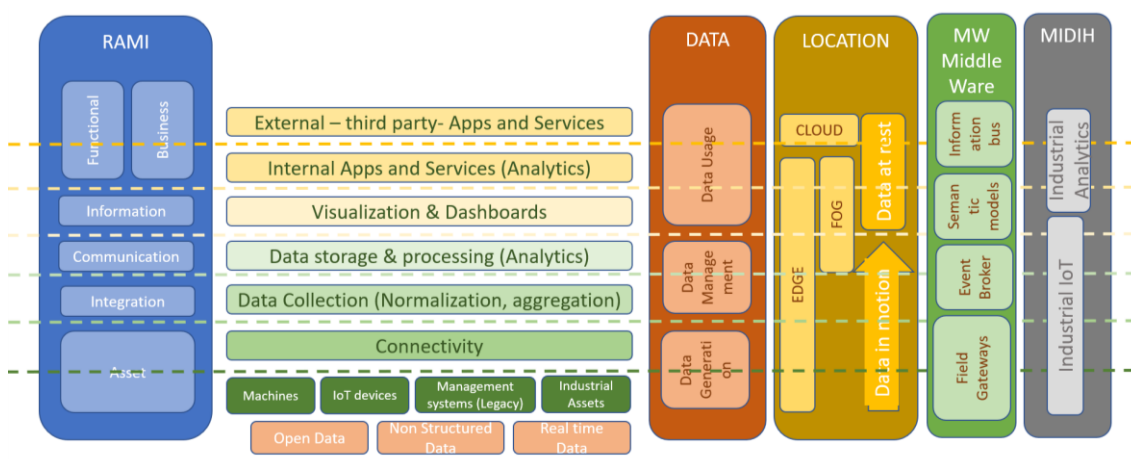 RAMI
Functional
Business
Information
Communication
Integration
Asset
External – third party- Apps and Services
Internal Apps and Services (Analytics)
Visualization & Dashboards
Data storage & processing (Analytics)
Data Collection (Normalization, aggregation)
Connectivity
Machines
IoT devices
Management
systems (Legacy)
Industrial
Assets
Open Data
Non Structured
Data
Real time
Data
DATA
Data Usage
Data
Manage
ment
Data
Generati
on
LOCATION
CLOUD
EDGE
FOG
Data at rest
Data in motion
MW
Middle
Ware
Inform
ation
bus
Seman
tic
models
Event
Broker
Field
Gateways
MIDIH
Industrial
Analytics
Industrial IoT